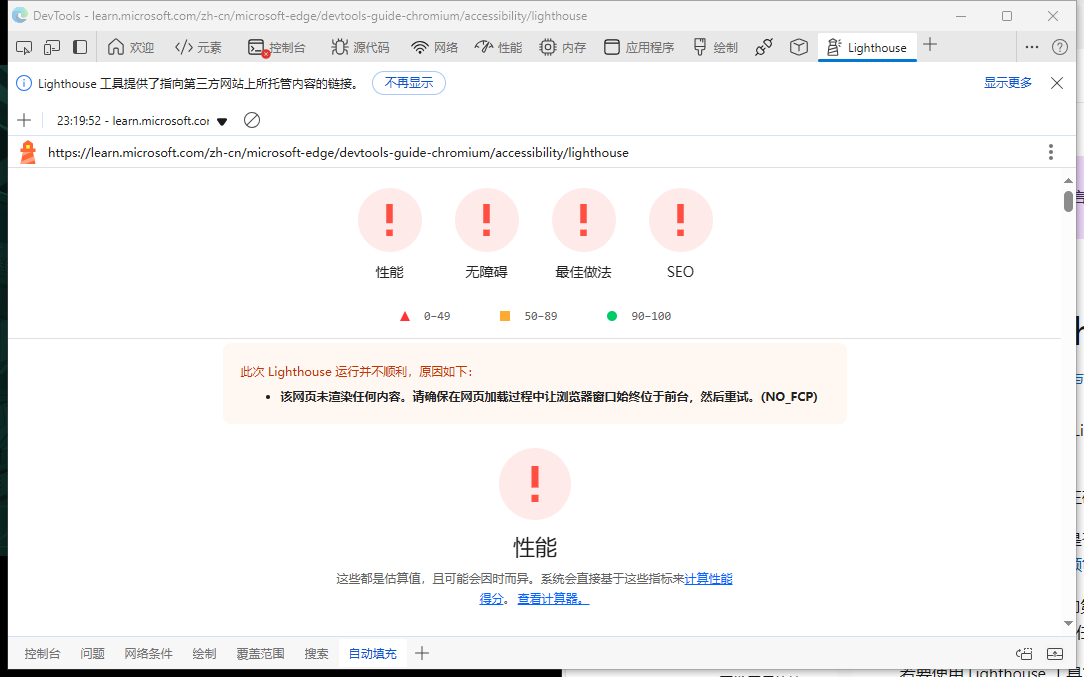 DevTools - learn.microsoft.com/zh-cn/microsoft-edge/devtools-guide-chromium/accessibility/lighthouse
欢迎 元素 控制台 源代码 网络 性能 内存 应用程序 绘制 Lighthouse
Lighthouse 工具提供了指向第三方网站上所托管内容的链接。 不再显示 显示更多
23:19:52 - learn.microsoft.cor
https://learn.microsoft.com/zh-cn/microsoft-edge/devtools-guide-chromium/accessibility/lighthouse
性能 无障碍 最佳做法 SEO
0–49 50–89 90–100
此次 Lighthouse 运行并不顺利，原因如下：
• 该网页未渲染任何内容。请确保在网页加载过程中让浏览器窗口始终位于前台，然后重试。(NO_FCP)
性能
这些都是估算值，且可能会因时而异。系统会直接基于这些指标来计算性能
得分。 查看计算器。
控制台 问题 网络条件 绘制 覆盖范围 搜索 自动填充